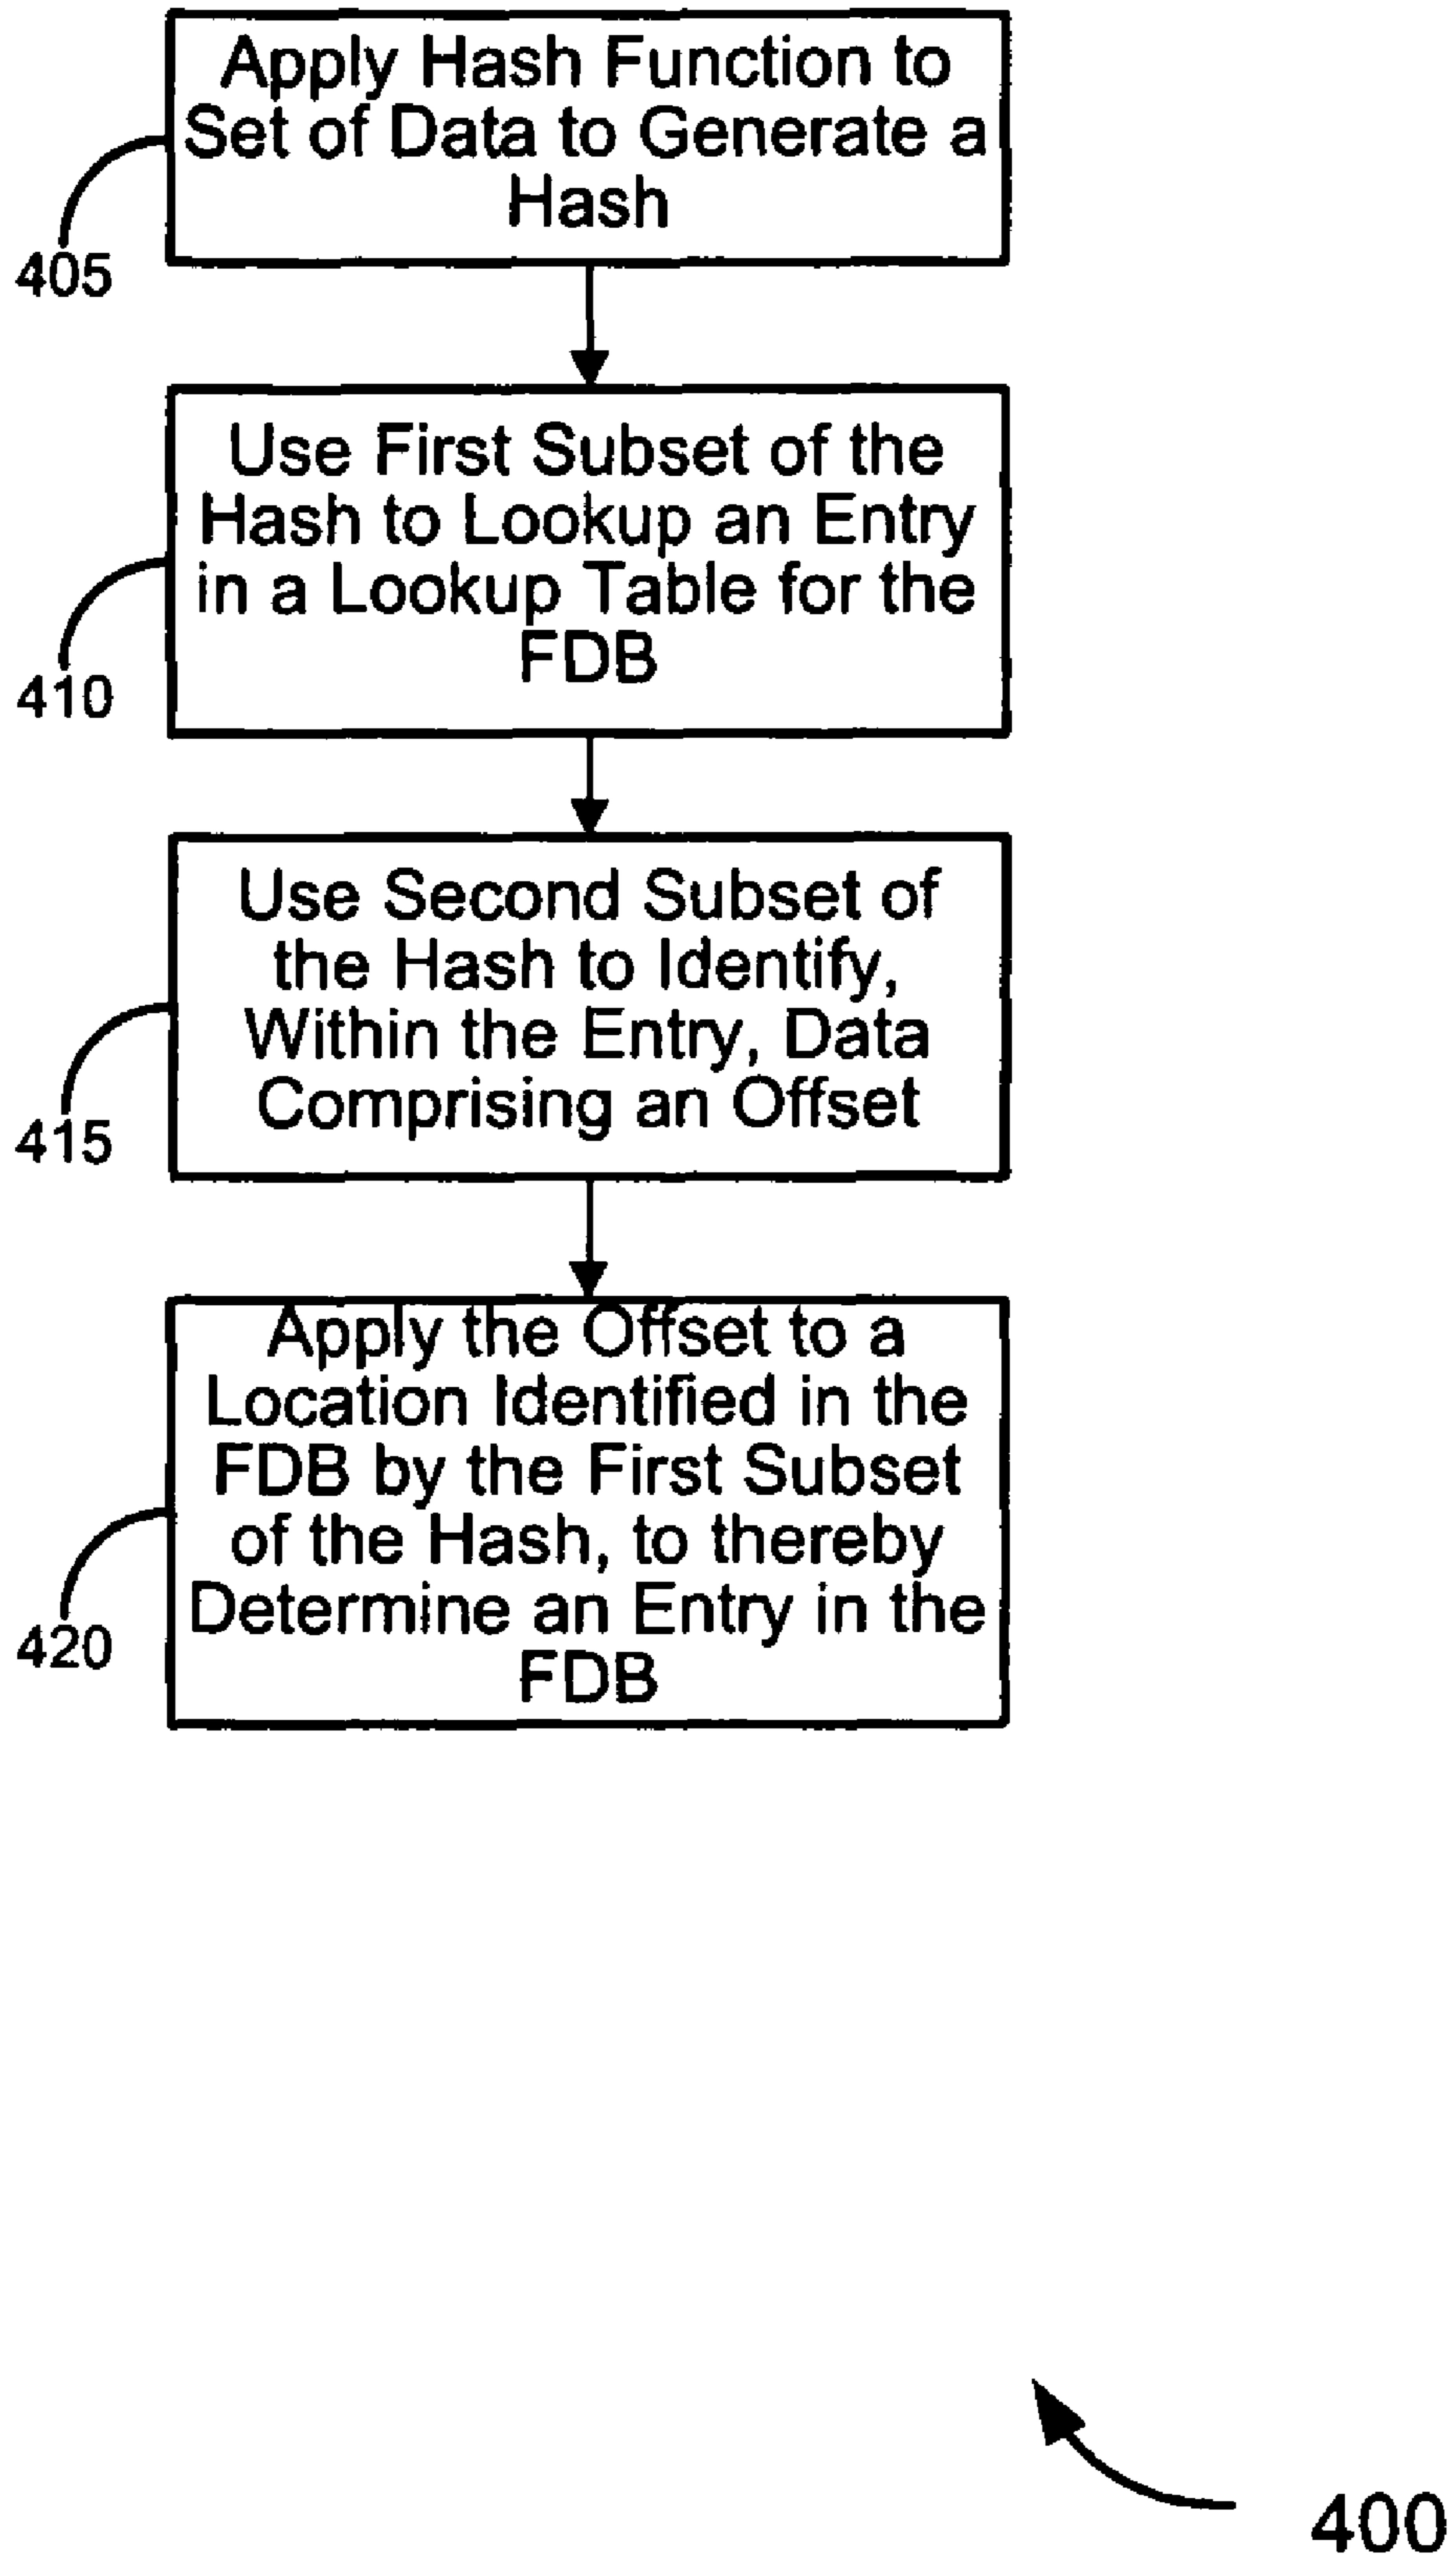 Apply Hash Function to
Set of Data to Generate a
Hash
405
Use First Subset of the
Hash to Lookup an Entry
in a Lookup Table for the
FDB
410
Use Second Subset of
the Hash to Identify,
Within the Entry, Data
Comprising an Offset
415
Apply the Offset to a
Location Identified in the
FDB by the First Subset
of the Hash, to thereby
Determine an Entry in the
FDB
420
400